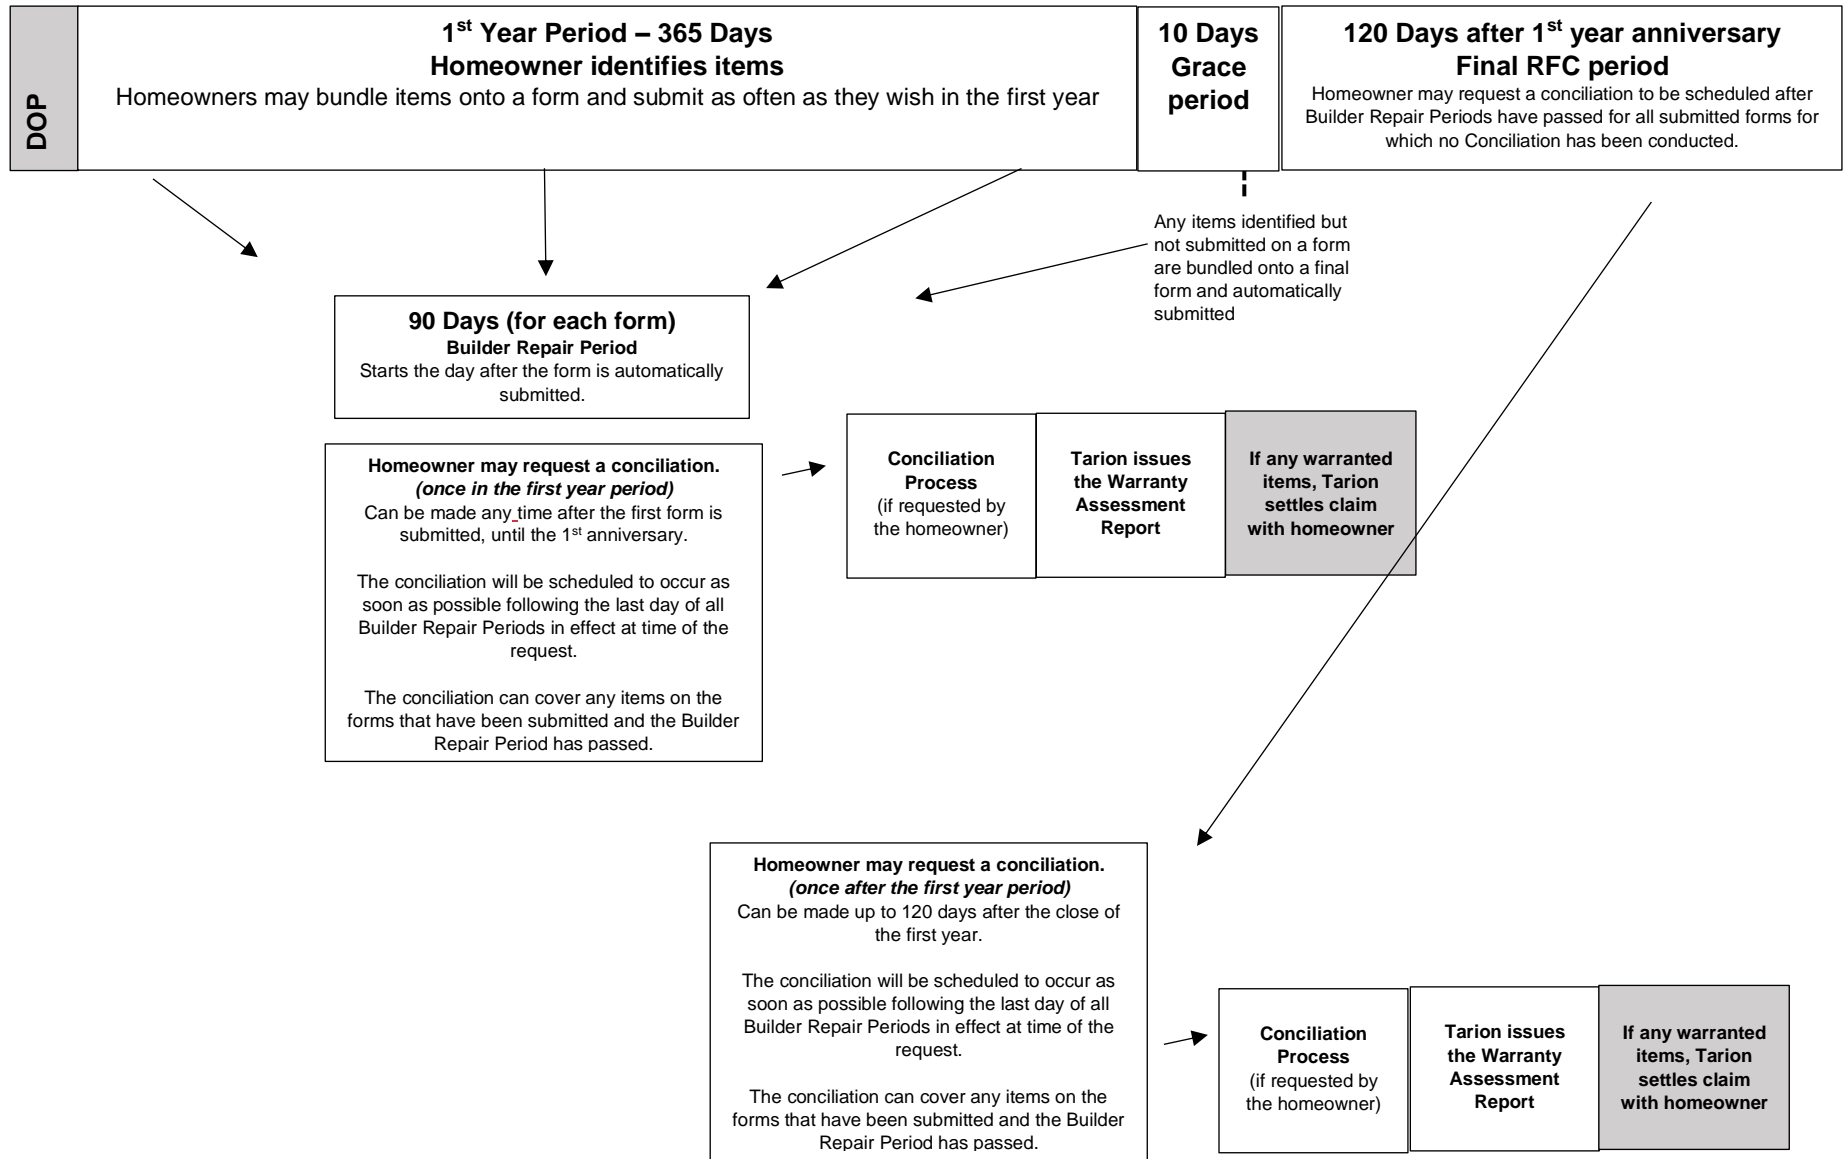 DOP
1st Year Period – 365 Days
Homeowner identifies items
Homeowners may bundle items onto a form and submit as often as they wish in the first year
10 Days
Grace
period
120 Days after 1st year anniversary
Final RFC period
Homeowner may request a conciliation to be scheduled after
Builder Repair Periods have passed for all submitted forms for
which no Conciliation has been conducted.
Any items identified but
not submitted on a form
are bundled onto a final
form and automatically
submitted
90 Days (for each form)
Builder Repair Period
Starts the day after the form is automatically
submitted.
Homeowner may request a conciliation.
(once in the first year period)
Can be made any time after the first form is
submitted, until the 1st anniversary.
The conciliation will be scheduled to occur as
soon as possible following the last day of all
Builder Repair Periods in effect at time of the
request.
The conciliation can cover any items on the
forms that have been submitted and the Builder
Repair Period has passed.
Conciliation
Process
(if requested by
the homeowner)
Tarion issues
the Warranty
Assessment
Report
If any warranted
items, Tarion
settles claim
with homeowner
Homeowner may request a conciliation.
(once after the first year period)
Can be made up to 120 days after the close of
the first year.
The conciliation will be scheduled to occur as
soon as possible following the last day of all
Builder Repair Periods in effect at time of the
request.
The conciliation can cover any items on the
forms that have been submitted and the Builder
Repair Period has passed.
Conciliation
Process
(if requested by
the homeowner)
Tarion issues
the Warranty
Assessment
Report
If any warranted
items, Tarion
settles claim
with homeowner